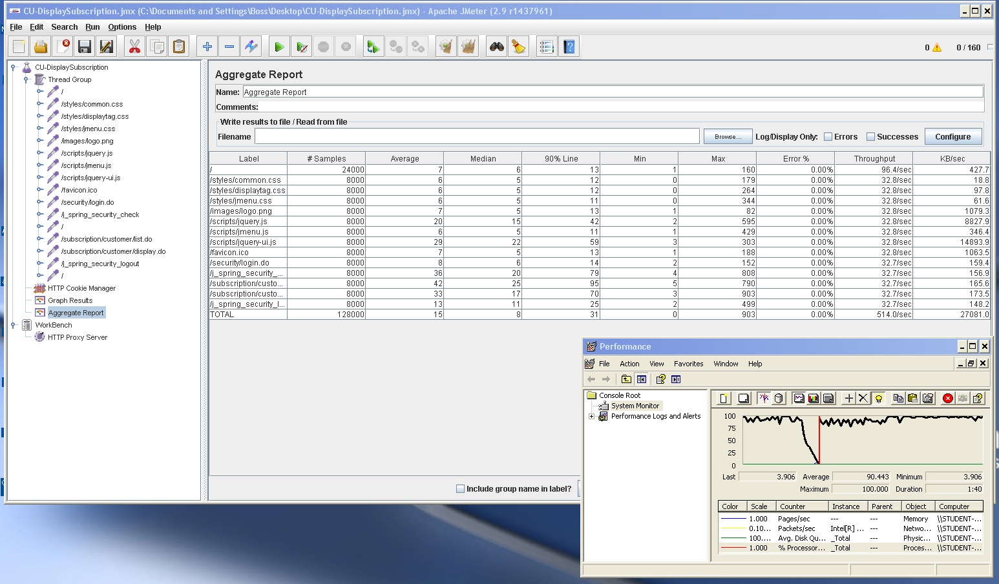 CU-DisplaySubscription.jmx (C:\Documents and Settings\Boss\Desktop\CU-DisplaySubscription.jmx) - Apache JMeter (2.9 r1437961)
File Edit Search Run Options Help
0 0 / 160
CU-DisplaySubscription
Thread Group
/
/styles/common.css
/styles/displaytag.css
/styles/jmenu.css
/images/logo.png
/scripts/jquery.js
/scripts/jmenu.js
/scripts/jquery-ui.js
/favicon.ico
/security/login.do
/j_spring_security_check
/
/subscription/customer/list.do
/subscription/customer/display.do
/j_spring_security_logout
/
HTTP Cookie Manager
Graph Results
Aggregate Report
WorkBench
HTTP Proxy Server
Aggregate Report
Name: Aggregate Report
Comments:
Write results to file / Read from file
Filename Browse... Log/Display Only: Errors Successes Configure
Label # Samples Average Median 90% Line Min Max Error % Throughput KB/sec
/ 24000 7 6 13 1 160 0.00% 96.4/sec 427.7
/styles/common.css 8000 6 5 12 0 179 0.00% 32.8/sec 18.8
/styles/displaytag.css 8000 6 5 12 0 264 0.00% 32.8/sec 97.8
/styles/jmenu.css 8000 6 5 11 0 344 0.00% 32.8/sec 61.6
/images/logo.png 8000 7 5 13 1 82 0.00% 32.8/sec 1079.3
/scripts/jquery.js 8000 20 15 42 2 595 0.00% 32.8/sec 8827.9
/scripts/jmenu.js 8000 6 5 11 1 429 0.00% 32.8/sec 346.4
/scripts/jquery-ui.js 8000 29 22 59 3 303 0.00% 32.8/sec 14893.9
/favicon.ico 8000 7 5 13 1 188 0.00% 32.8/sec 1063.5
/security/login.do 8000 8 6 14 2 152 0.00% 32.7/sec 159.4
/j_spring_security_... 8000 36 20 79 4 808 0.00% 32.7/sec 156.9
/subscription/custo... 8000 42 25 95 5 790 0.00% 32.7/sec 165.6
/subscription/custo... 8000 33 17 70 3 903 0.00% 32.7/sec 173.5
/j_spring_security_l... 8000 13 11 25 2 499 0.00% 32.7/sec 148.2
TOTAL 128000 15 8 31 0 903 0.00% 514.0/sec 27081.0
Include group name in label?
Performance
File Action View Favorites Window Help
Console Root
System Monitor
Performance Logs and Alerts
100
75
50
25
0
Last 3.906 Average 90.443 Minimum 3.906
Maximum 100.000 Duration 1:40
Color Scale Counter Instance Parent Object Computer
1.000 Pages/sec --- --- Memory \\STUDENT-...
0.10... Packets/sec Intel[R] ... --- Netwo... \\STUDENT-...
100.... Avg. Disk Qu... _Total --- Physic... \\STUDENT-...
1.000 % Processor... _Total --- Proces... \\STUDENT-...